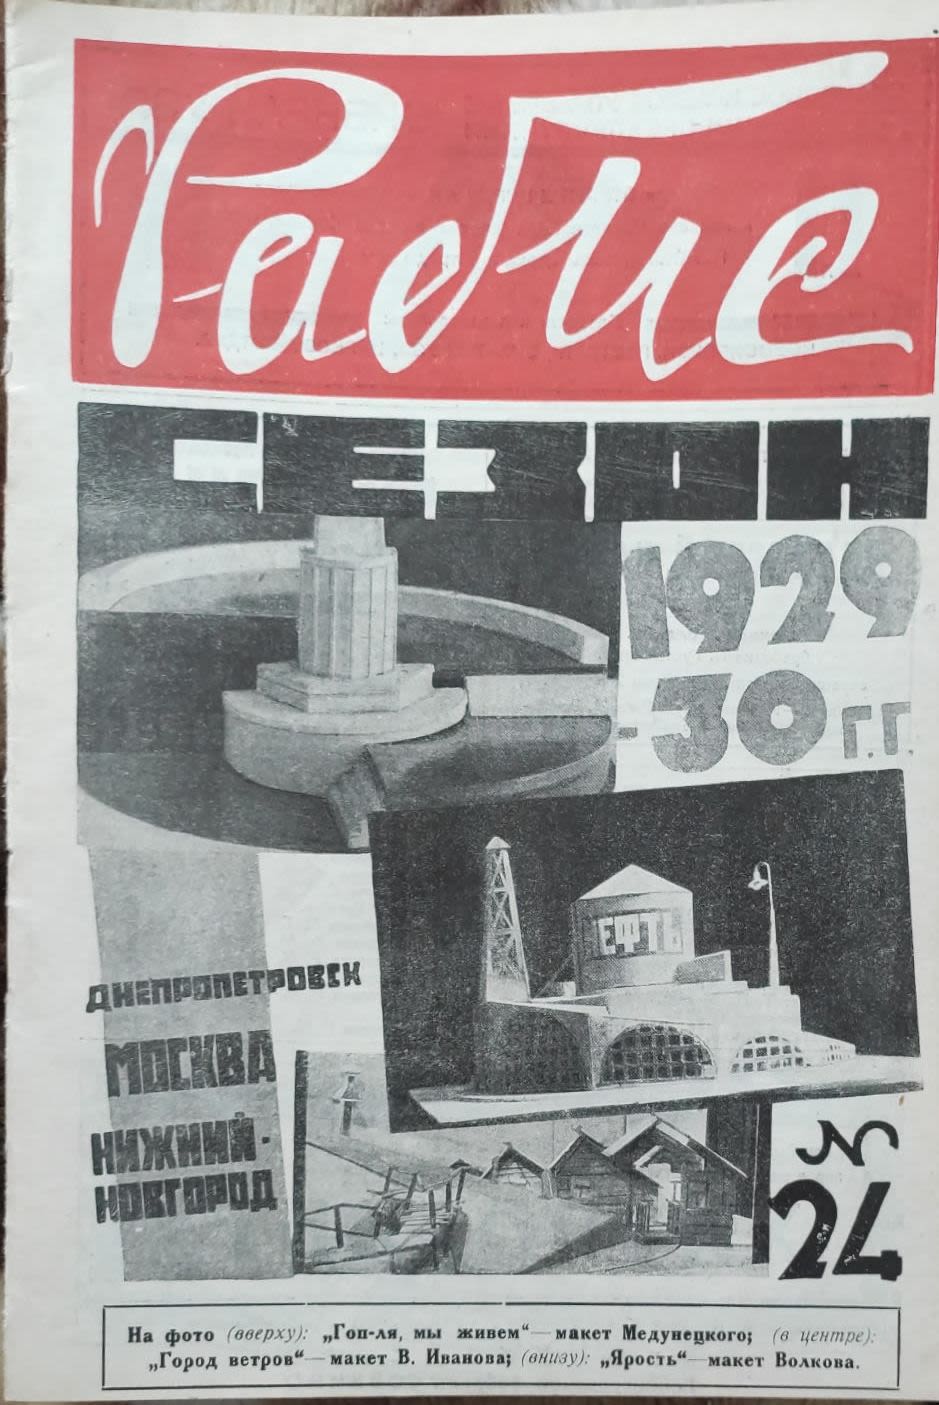 Рабис
СЕЗОН
1929
-30 г.г.
ЕФТЬ
ДНЕПРОПЕТРОВСК
МОСКВА
НИЖНИЙ-
НОВГОРОД
N
24
На фото (вверху): „Гоп-ля, мы живем“ — макет Медунецкого; (в центре):
„Город ветров“ — макет В. Иванова; (внизу): „Ярость“ — макет Волкова.